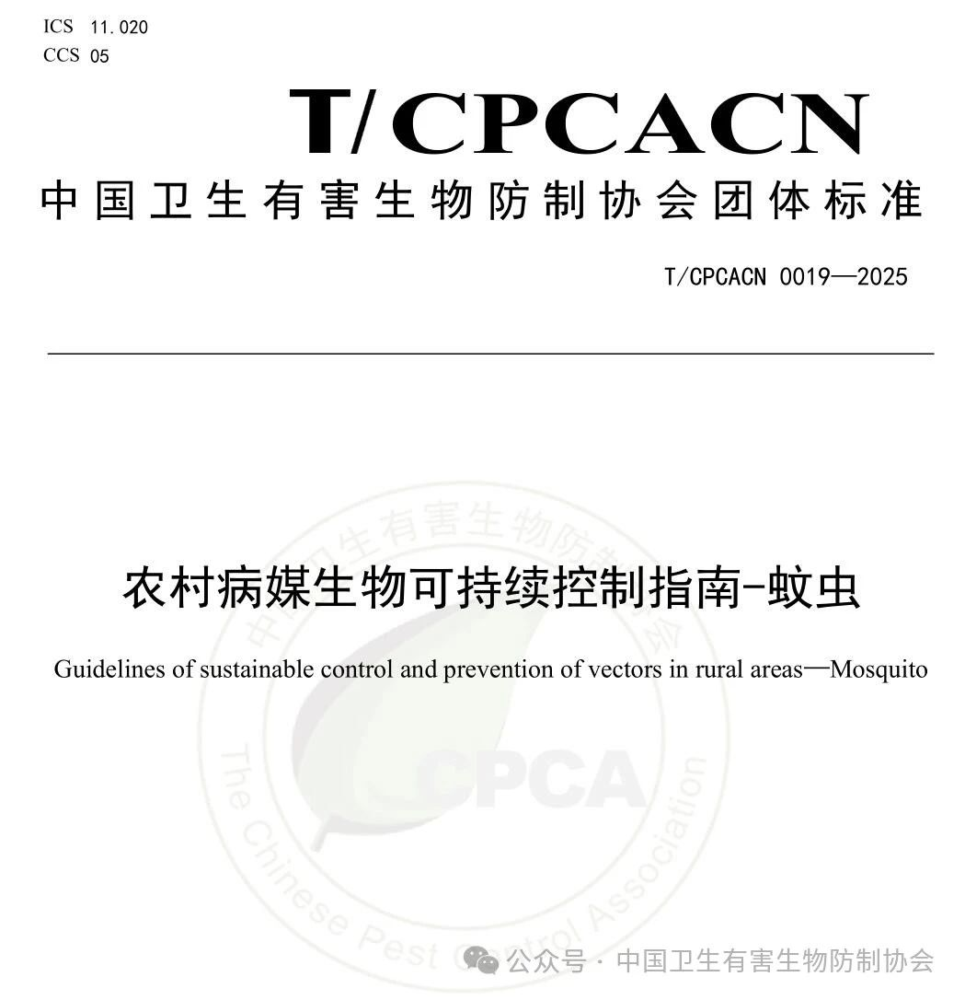 ICS 11.020
CCS 05
T/CPCACN
中国卫生有害生物防制协会团体标准
T/CPCACN 0019—2025
中国卫生有害生物防制协会
农村病媒生物可持续控制指南-蚊虫
Guidelines of sustainable control and prevention of vectors in rural areas—Mosquito
CPCA
The Chinese Pest Control Association
公众号 · 中国卫生有害生物防制协会